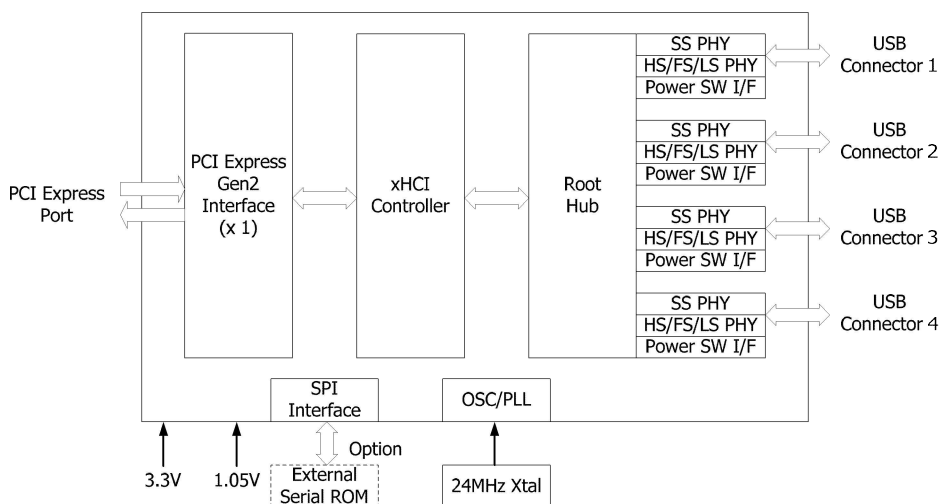 PCI Express
Port
PCI Express
Gen2
Interface
(x 1)
xHCI
Controller
Root
Hub
SS PHY
HS/FS/LS PHY
Power SW I/F
USB
Connector 1
SS PHY
HS/FS/LS PHY
Power SW I/F
USB
Connector 2
SS PHY
HS/FS/LS PHY
Power SW I/F
USB
Connector 3
SS PHY
HS/FS/LS PHY
Power SW I/F
USB
Connector 4
SPI
Interface
OSC/PLL
Option
3.3V
1.05V
External
Serial ROM
24MHz Xtal